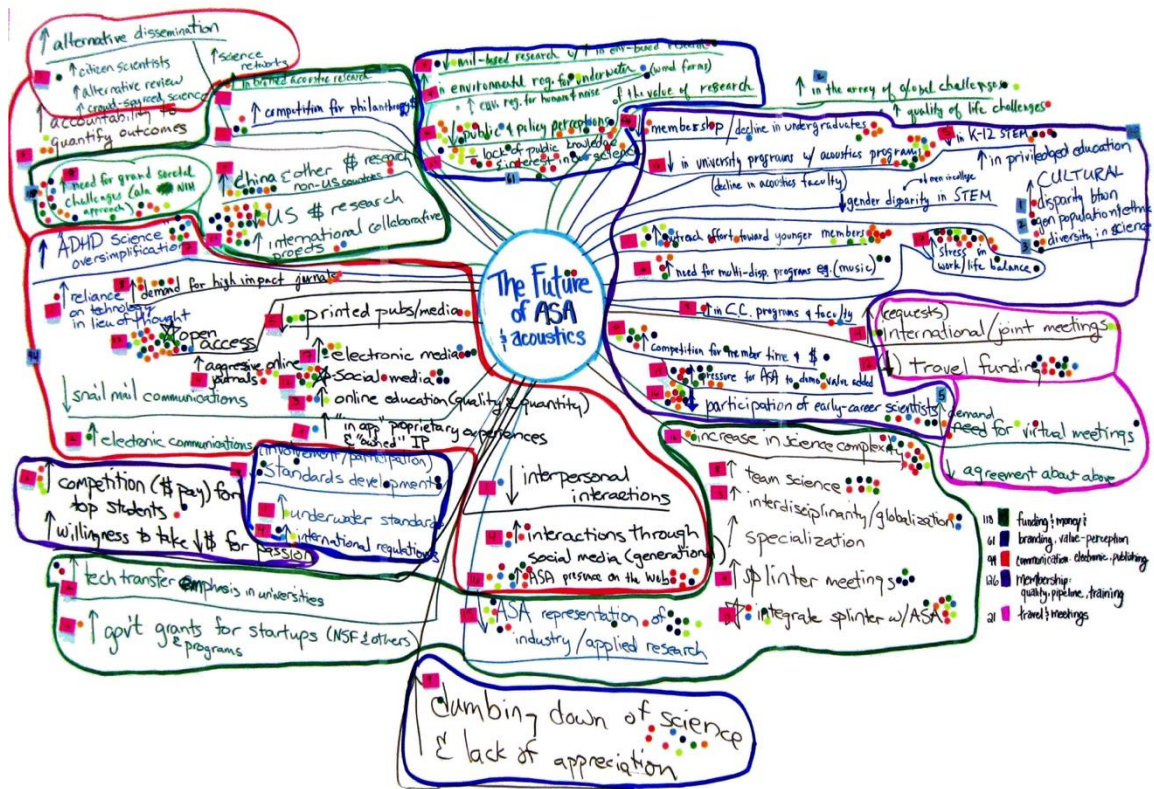 ↑ alternative dissemination
↑ citizen scientists
↑ alternative review
↑ crowd-sourced science
↑ science networks
↑ accountability to
quantify outcomes
↑ need for grand societal
challenges (ala NIH
approach)
↑ in biomed acoustic research
↑ competition for philanthropy $
↑ China & other $ research
non-US countries
↓ US $ research
↑ international collaborative
projects
↓ mil-based research w/ ↑ in env-based research
↑ in environmental reg. for underwater (wind farms)
↑ env. reg. for humans & noise
↓ public & policy perceptions of the value of research
↑ lack of public knowledge
& interest in our science
61
↑ in the array of global challenges
↑ quality of life challenges
↓ membership / decline in undergraduates
↓ in K-12 STEM
↓ in university programs w/ acoustics programs
(decline in acoustics faculty)
↑ in priviledged education
↓ gender disparity in STEM
CULTURAL
↑ disparity btwn
gen population & ethnic
diversity in science
↑ outreach effort toward younger members
↑ stress in
work/life balance
↑ need for multi-disp. programs eg. (music)
↑ in C.C. programs & faculty
↑ competition for member time & $
↑ pressure for ASA to demo value added
↓ participation of early-career scientists
↑ (requests)
international / joint meetings
↓ travel funding
5
↑ demand
need for virtual meetings
↓ agreement about above
The Future
of ASA
& acoustics
↑ ADHD science
oversimplification
↑ reliance
on technology
in lieu of thought
↑ demand for high impact journals
94
☆ open
access
↑ aggressive online
journals
↓ printed pubs/media
↑ electronic media
☆ social media
↑ online education (quality & quantity)
↑ "in app" proprietary experiences
& "owned" IP
↓ snail mail communications
↑ electronic communications
↑ competition ($ pay) for
top students
↑ willingness to take ↓ $ for passion
(involvement/participation)
standards developments
↑ underwater standards
↑ international regulations
↓ interpersonal
interactions
↑ interactions through
social media (generation)
↑ ASA presence on the web
↑ increase in science complexity
↑ team science
↑ interdisciplinarity/globalization
↑ specialization
↑ splinter meetings
☆ integrate splinter w/ASA
↑ tech transfer emphasis in universities
↑ gov't grants for startups (NSF & others)
& programs
↓ ASA representation of
industry / applied research
↑ dumbing down of science
& lack of appreciation
118 funding & money
61 branding, value-perception
94 communication-electronic, publishing
126 membership:
quality, pipeline, training
21 travel & meetings